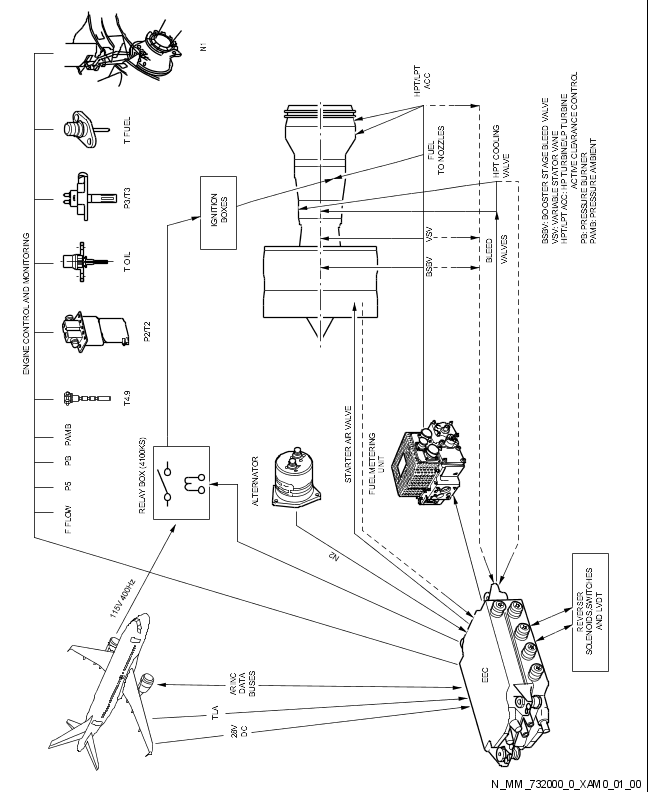 ENGINE CONTROL AND MONITORING
N1
T FUEL
P3/T3
T OIL
P2/T2
T4.9
PAMB
PB
P5
F FLOW
IGNITION
BOXES
RELAY BOX (4100KS)
115V 400Hz
ALTERNATOR
N2
STARTER AIR VALVE
FUEL METERING
UNIT
HPT/LPT
ACC
FUEL
TO NOZZLES
HPT COOLING
VALVE
VSV
BSBV
BLEED
VALVES
BSBV: BOOSTER STAGE BLEED VALVE
VSV: VARIABLE STATOR VANE
HPT/LPT ACC: HP TURBINE/LP TURBINE
ACTIVE CLEARANCE CONTROL
PB: PRESSURE BURNER
PAMB: PRESSURE AMBIENT
ARINC
DATA
BUSES
TLA
28V
DC
EEC
REVERSER
SOLENOIDS,SWITCHES
AND LVDT
N_MM_732000_0_XAM0_01_00